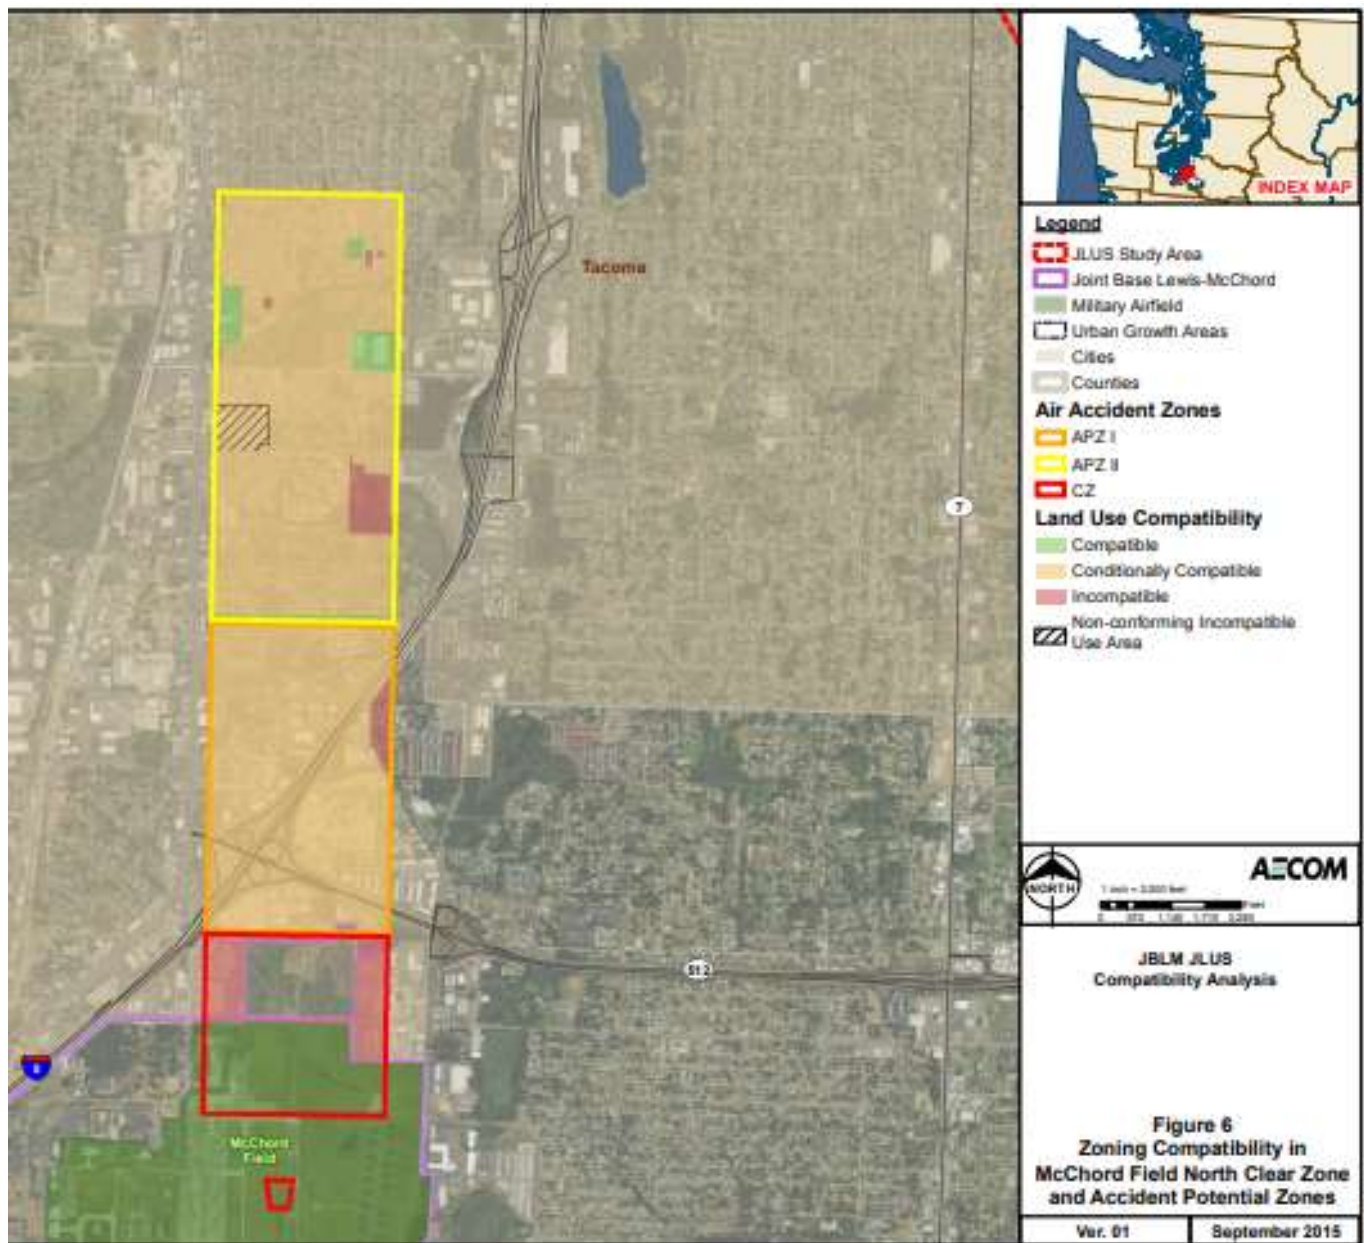 Tacoma
7
512
5
McChord
Field
INDEX MAP
Legend
JLUS Study Area
Joint Base Lewis-McChord
Military Airfield
Urban Growth Areas
Cities
Counties
Air Accident Zones
APZ I
APZ II
CZ
Land Use Compatibility
Compatible
Conditionally Compatible
Incompatible
Non-conforming Incompatible
Use Area
NORTH
AECOM
Feet
0
JBLM JLUS
Compatibility Analysis
Figure 6
Zoning Compatibility in
McChord Field North Clear Zone
and Accident Potential Zones
Ver. 01
September 2015